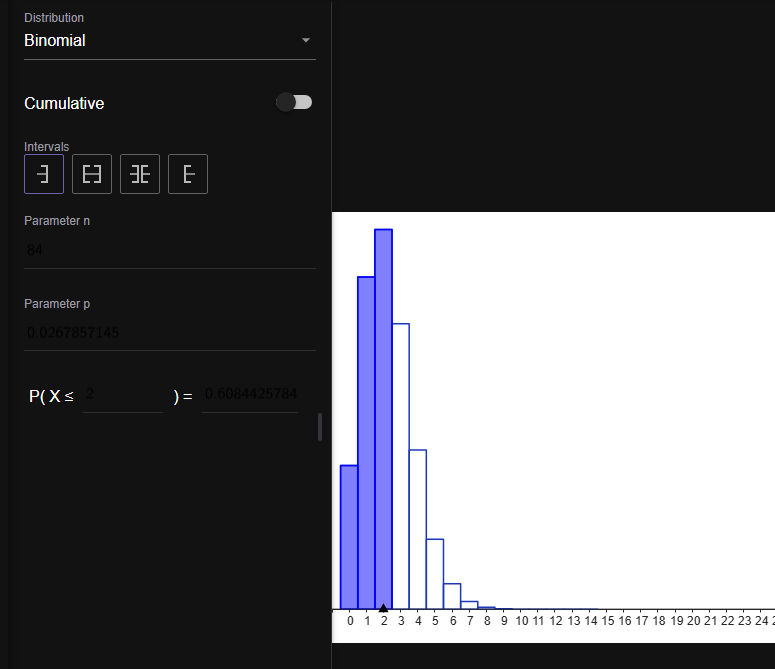 Distribution
Binomial
Cumulative
Intervals
Parameter n
84
Parameter p
0.0267857145
P( X ≤ 2 ) = 0.6084425784
0 1 2 3 4 5 6 7 8 9 10 11 12 13 14 15 16 17 18 19 20 21 22 23 24